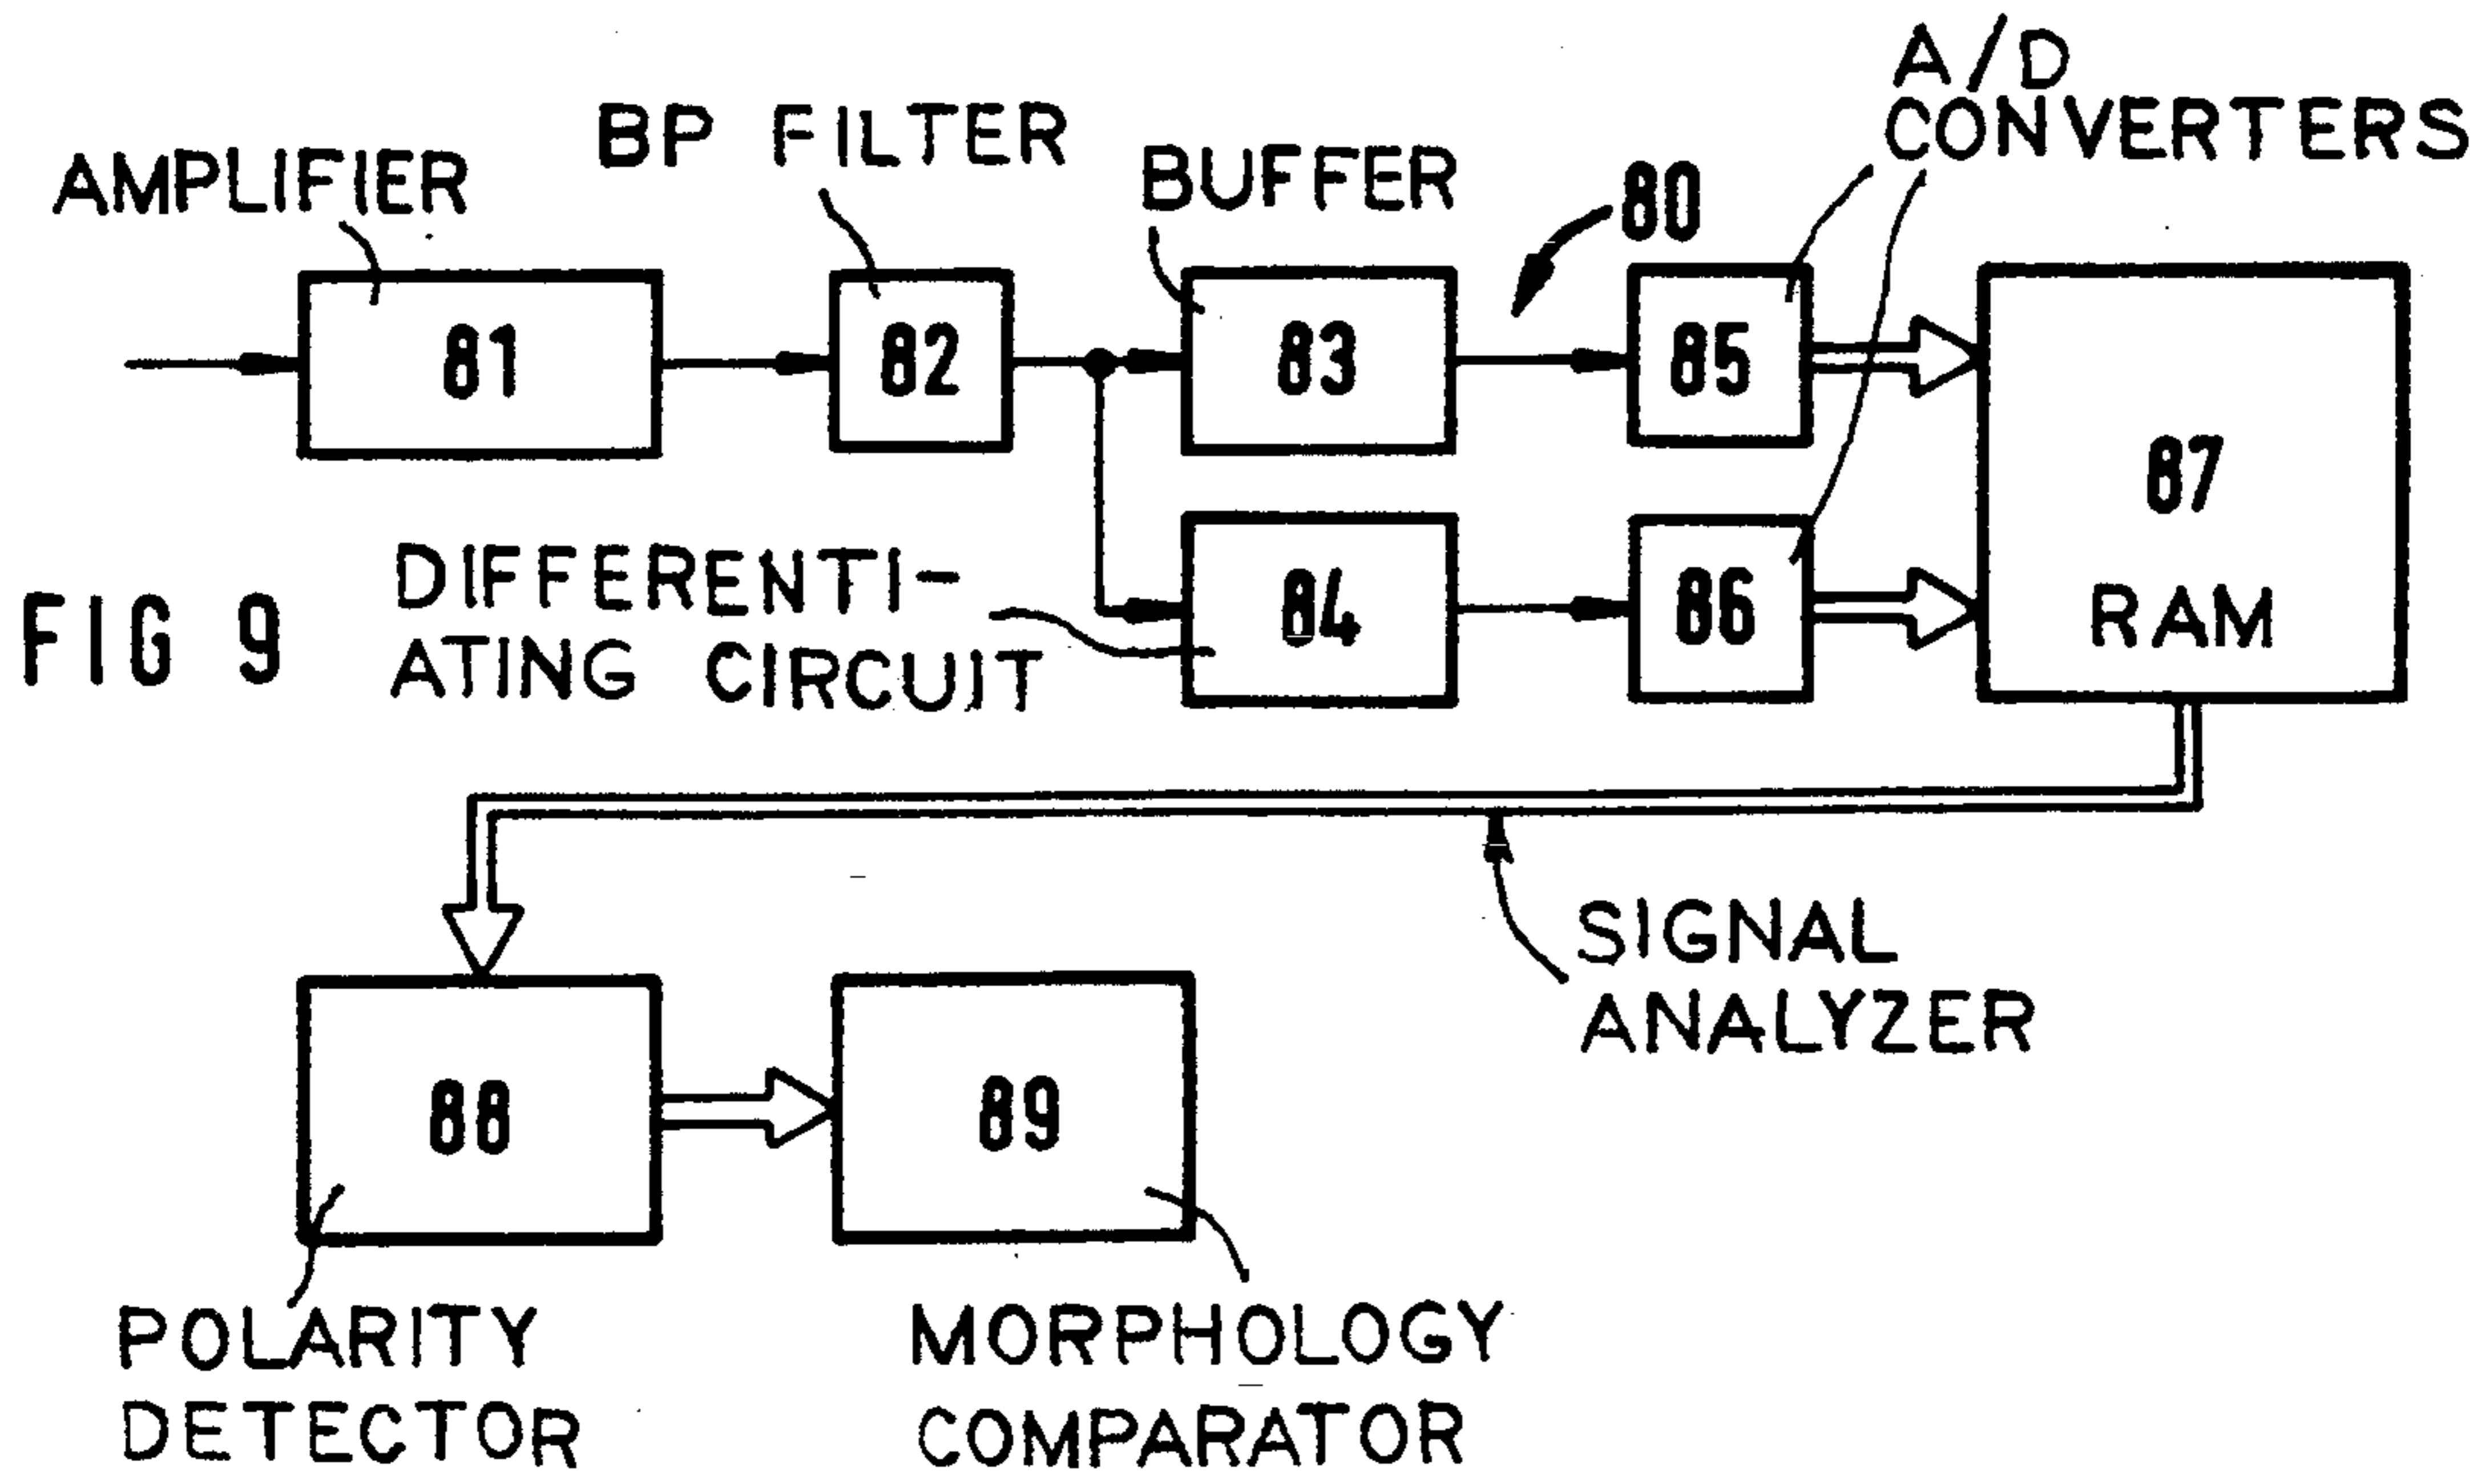 A/D
CONVERTERS
BP FILTER
AMPLIFIER
BUFFER
80
81
82
83
85
87
RAM
DIFFERENTI-
ATING CIRCUIT
84
86
FIG 9
SIGNAL
ANALYZER
88
89
POLARITY
DETECTOR
MORPHOLOGY
COMPARATOR